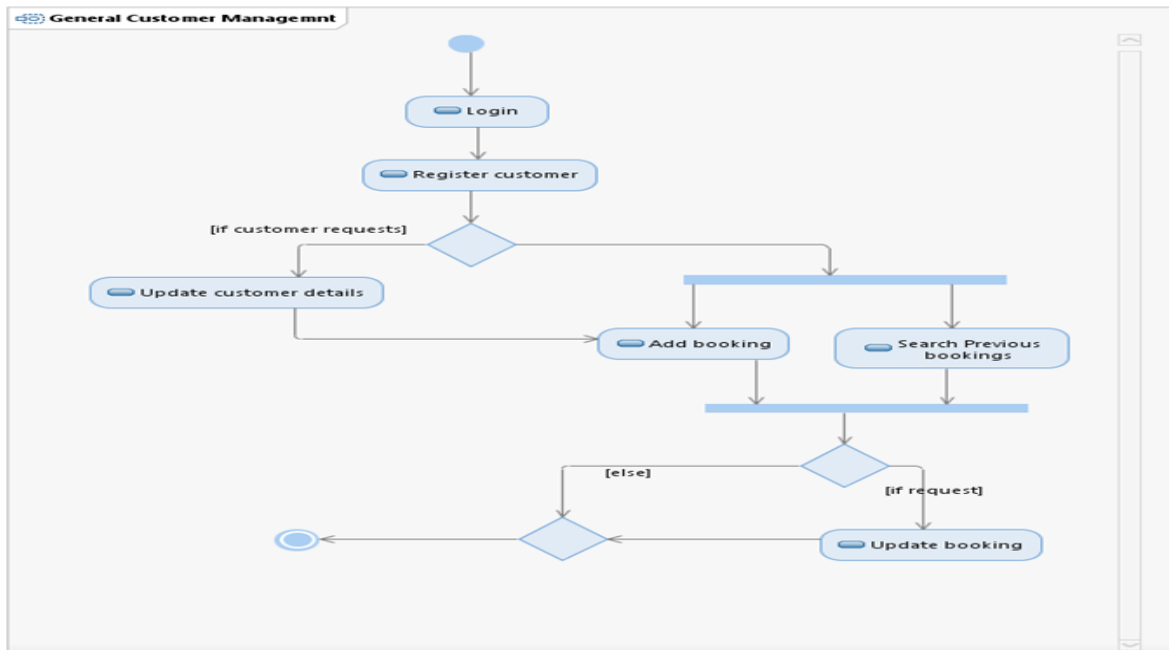 General Customer Managemnt
Login
Register customer
[if customer requests]
Update customer details
Add booking
Search Previous
bookings
[else]
[if request]
Update booking